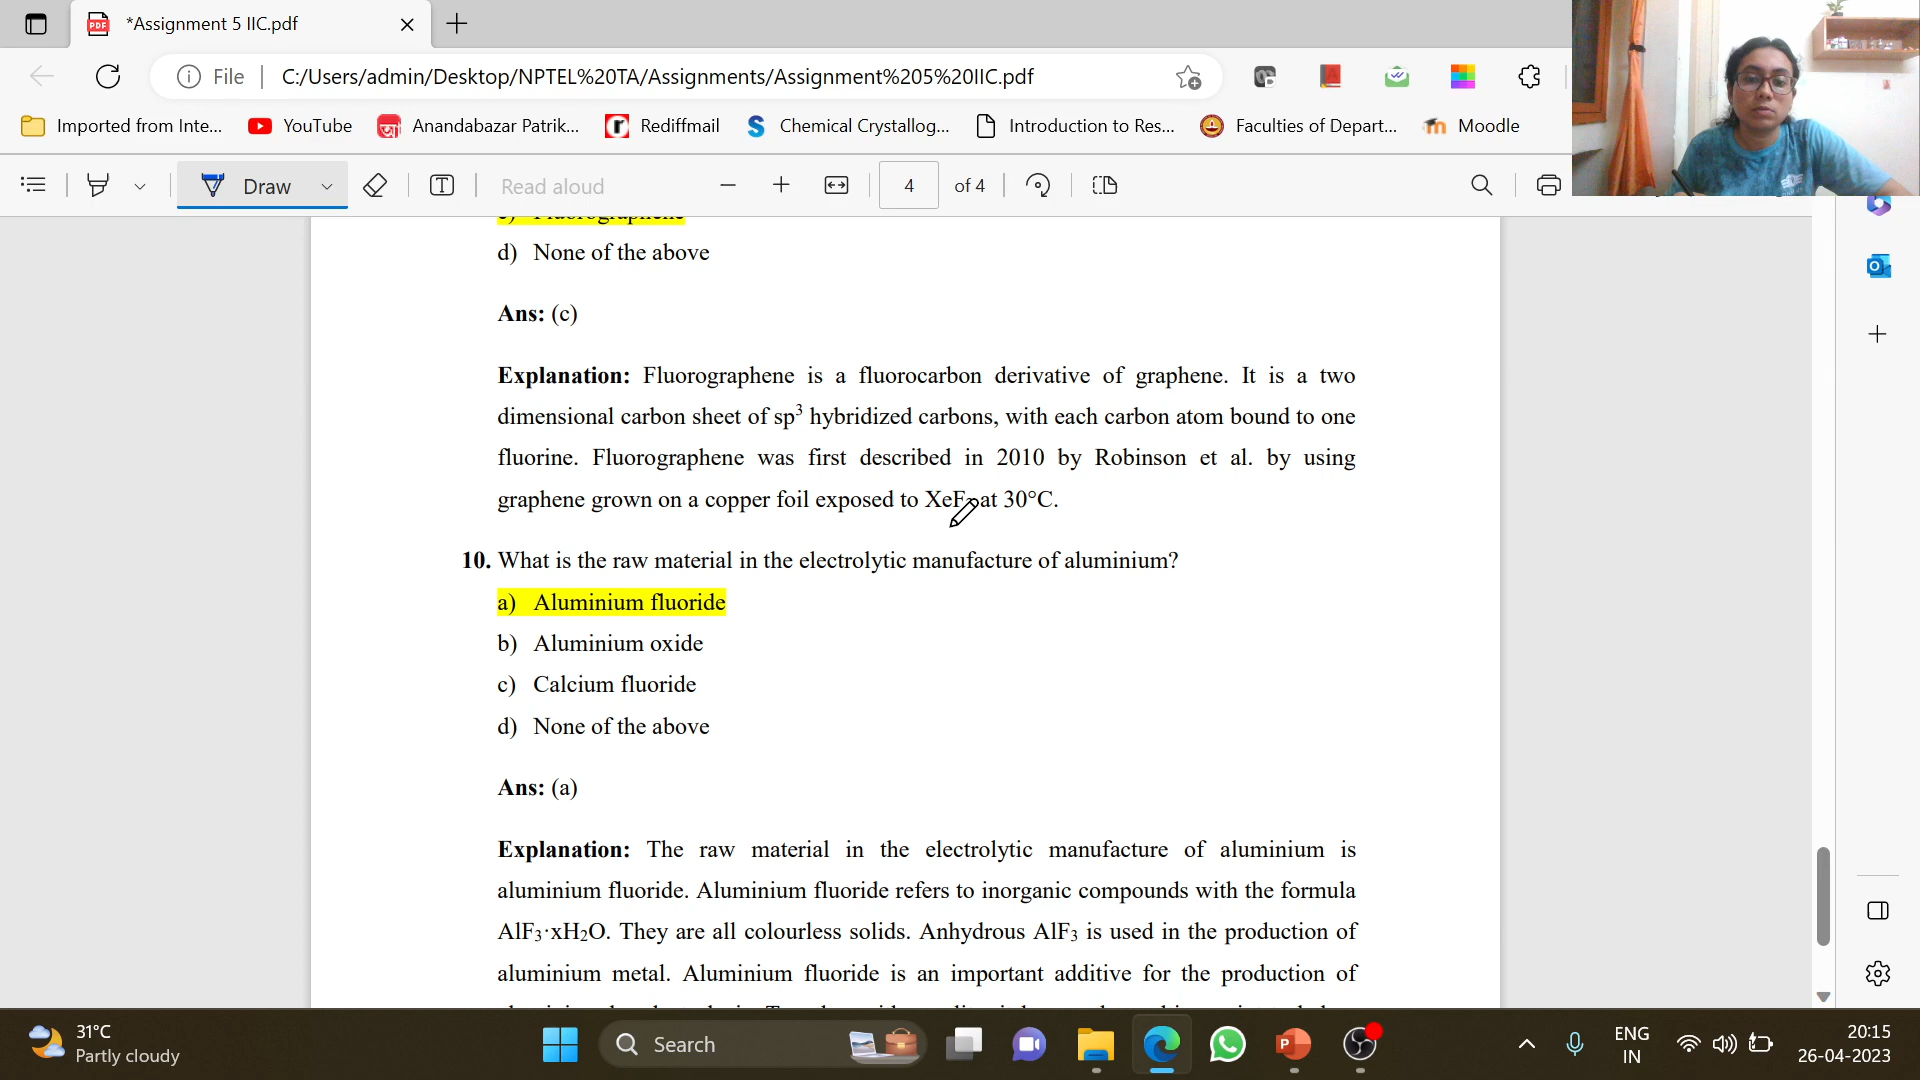 *Assignment 5 IIC.pdf
File
C:/Users/admin/Desktop/NPTEL%20TA/Assignments/Assignment%205%20IIC.pdf
Imported from Inte...
YouTube
Anandabazar Patrik...
Rediffmail
Chemical Crystallog...
Introduction to Res...
Faculties of Depart...
Moodle
Draw
Read aloud
4
of 4
d) None of the above
Ans: (c)
Explanation: Fluorographene is a fluorocarbon derivative of graphene. It is a two
dimensional carbon sheet of sp³ hybridized carbons, with each carbon atom bound to one
fluorine. Fluorographene was first described in 2010 by Robinson et al. by using
graphene grown on a copper foil exposed to at 30°C.
10. What is the raw material in the electrolytic manufacture of aluminium?
a) Aluminium fluoride
b) Aluminium oxide
c) Calcium fluoride
d) None of the above
Ans: (a)
Explanation: The raw material in the electrolytic manufacture of aluminium is
aluminium fluoride. Aluminium fluoride refers to inorganic compounds with the formula
AlF₃·xH₂O. They are all colourless solids. Anhydrous AlF₃ is used in the production of
aluminium metal. Aluminium fluoride is an important additive for the production of
31°C
Partly cloudy
Search
ENG
IN
20:15
26-04-2023